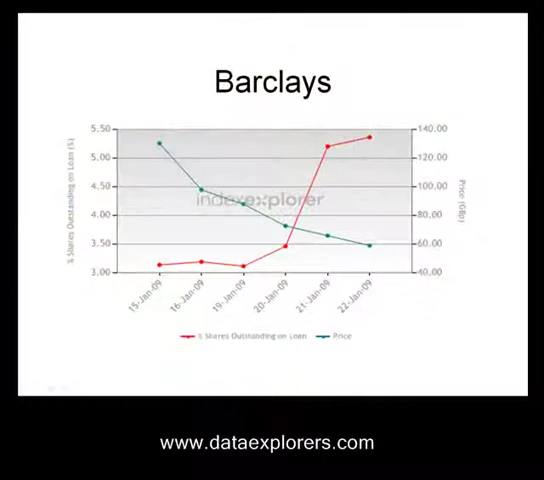 Barclays
5.50
5.00
4.50
4.00
3.50
3.00
% Shares Outstanding on Loan (%)
140.00
120.00
100.00
80.00
60.00
40.00
Price (GBp)
indexexplorer
15-Jan-09
16-Jan-09
19-Jan-09
20-Jan-09
21-Jan-09
22-Jan-09
% Shares Outstanding on Loan
Price
www.dataexplorers.com